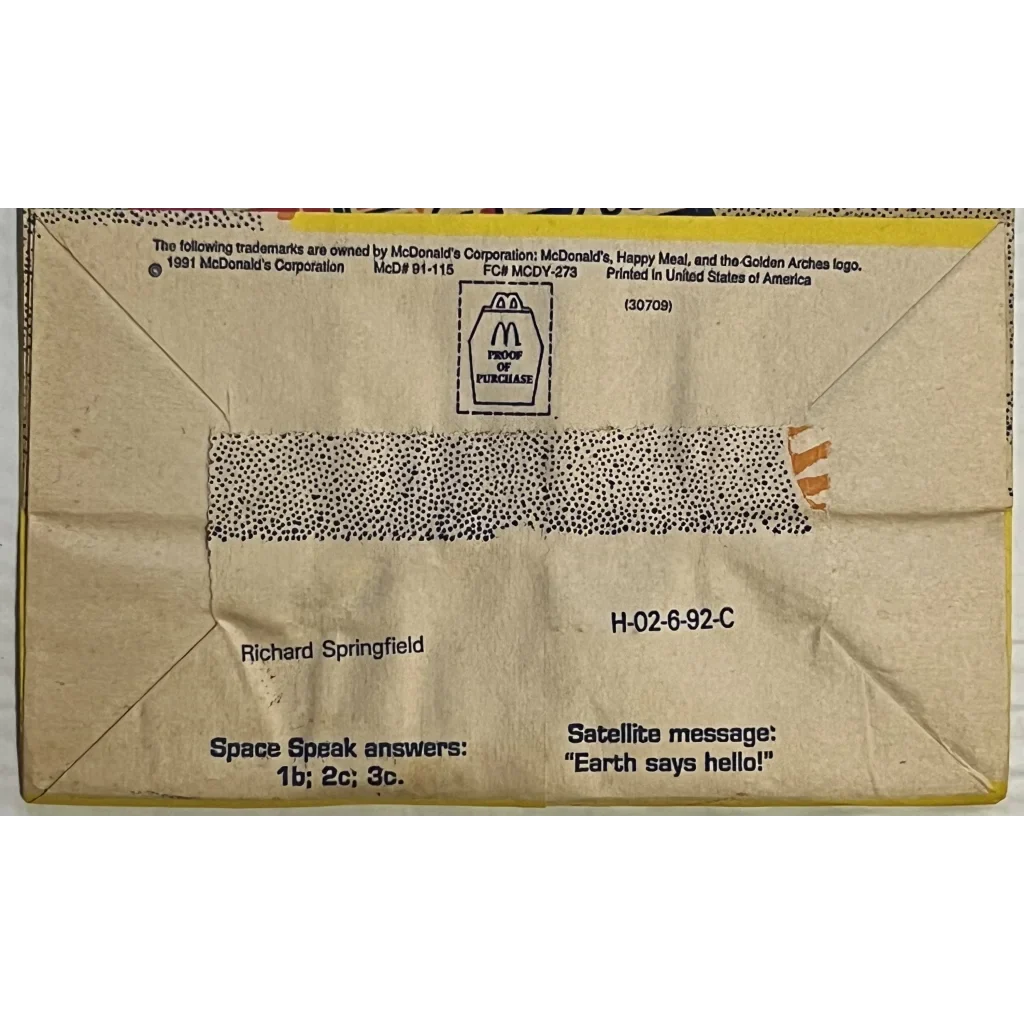 The following trademarks are owned by McDonald's Corporation: McDonald's, Happy Meal, and the Golden Arches logo.
© 1991 McDonald's Corporation McD# 91-115 FC# MCDY-273 Printed in United States of America
(30709)
M
PROOF
OF
PURCHASE
H-02-6-92-C
Richard Springfield
Space Speak answers:
1b; 2c; 3c.
Satellite message:
“Earth says hello!”